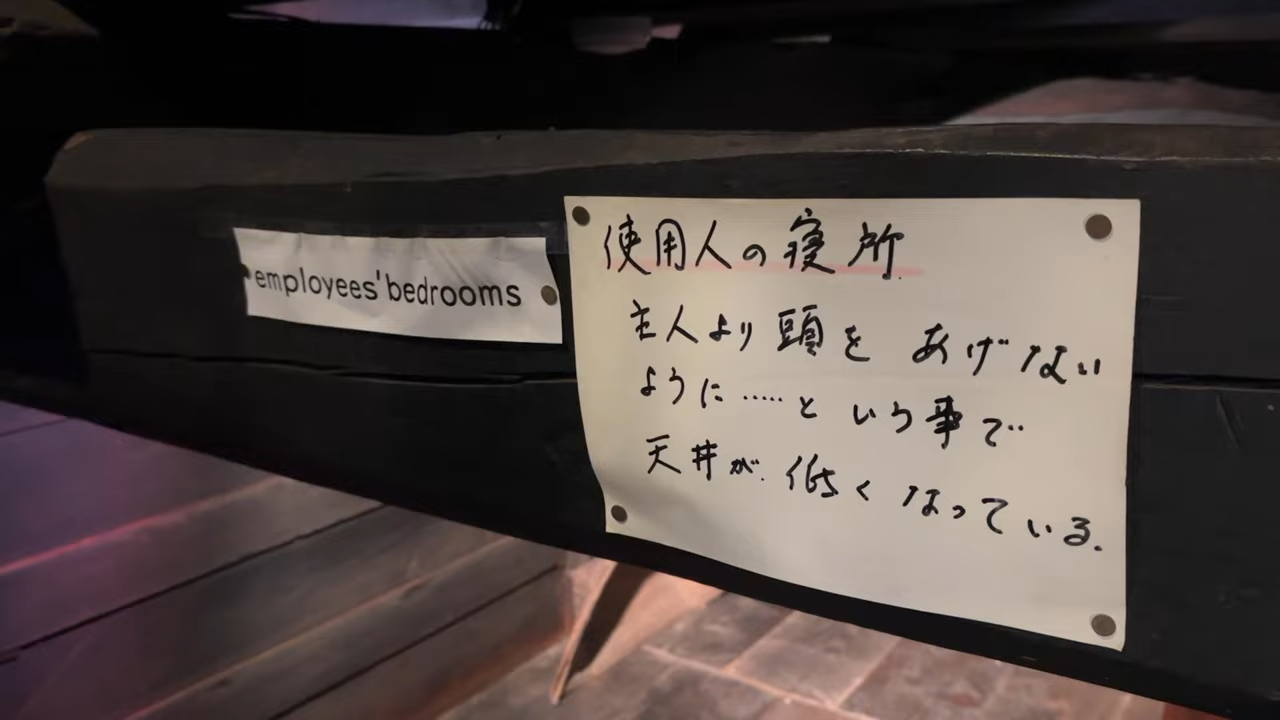 employees' bedrooms
使用人の寝所
主人より頭をあげない
ように……という事で
天井が低くなっている.